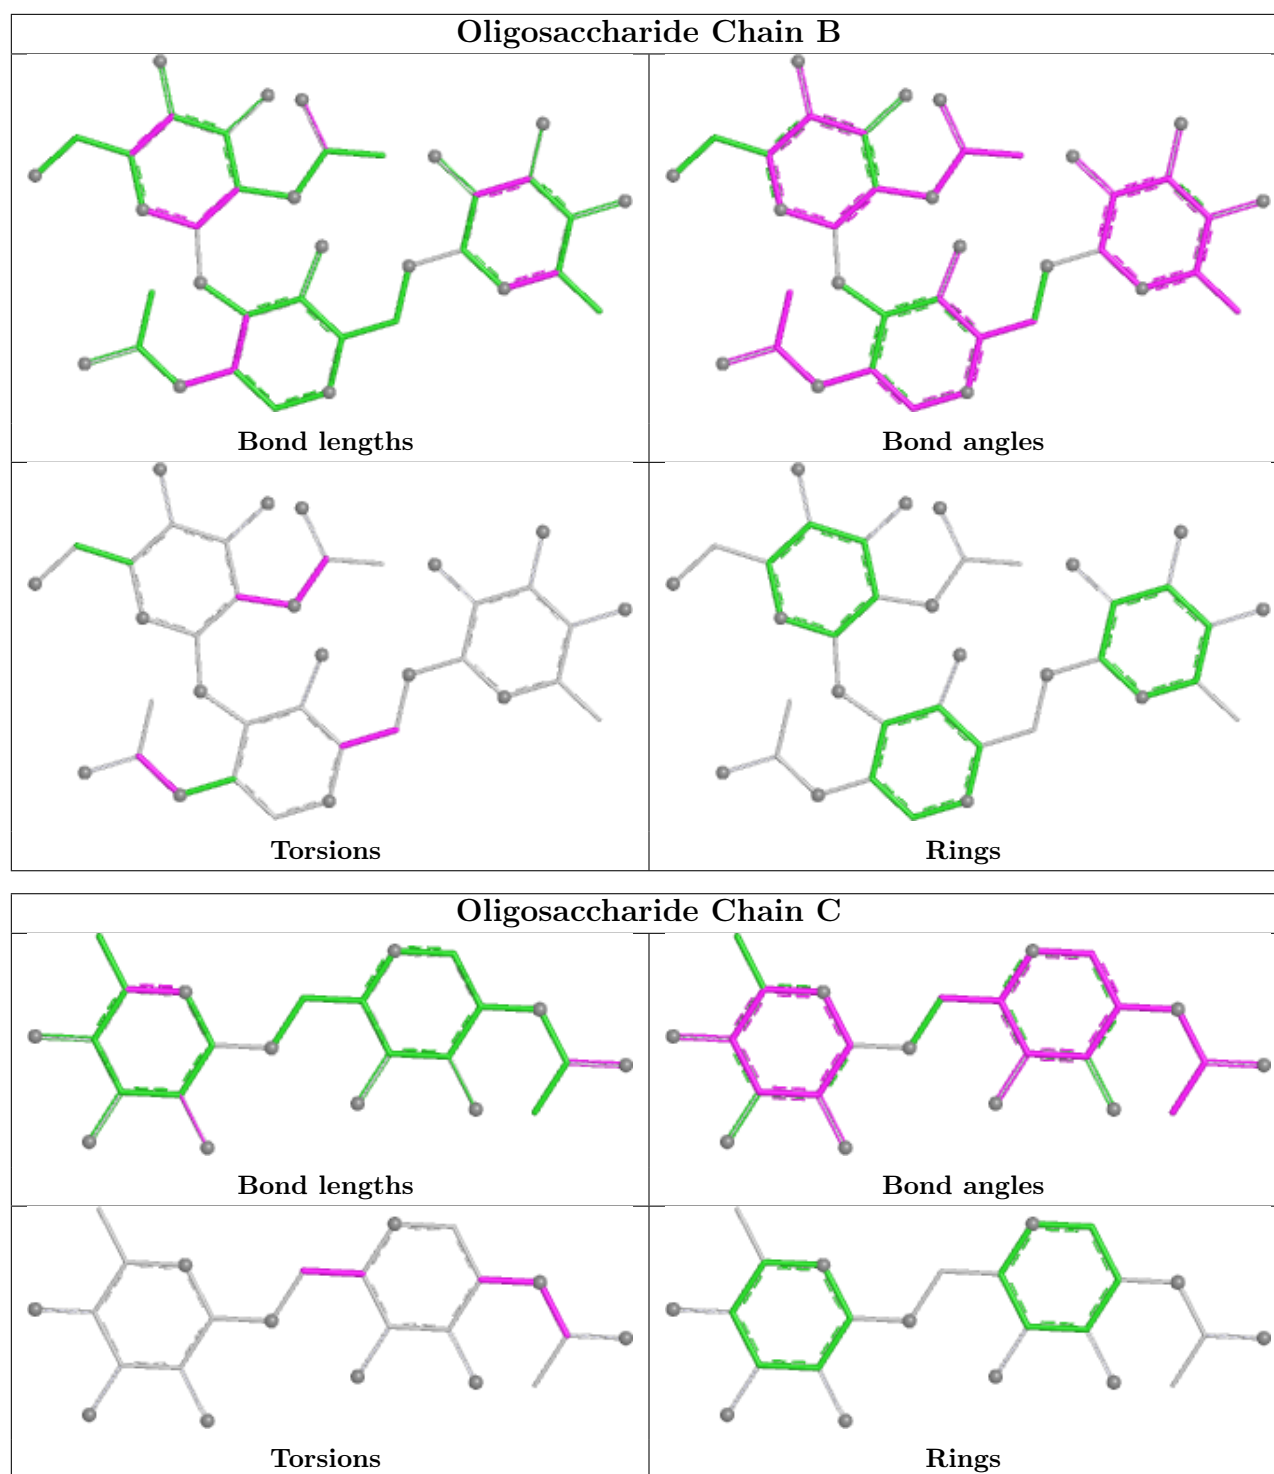 Oligosaccharide Chain B
Bond lengths
Bond angles
Torsions
Rings
Oligosaccharide Chain C
Bond lengths
Bond angles
Torsions
Rings